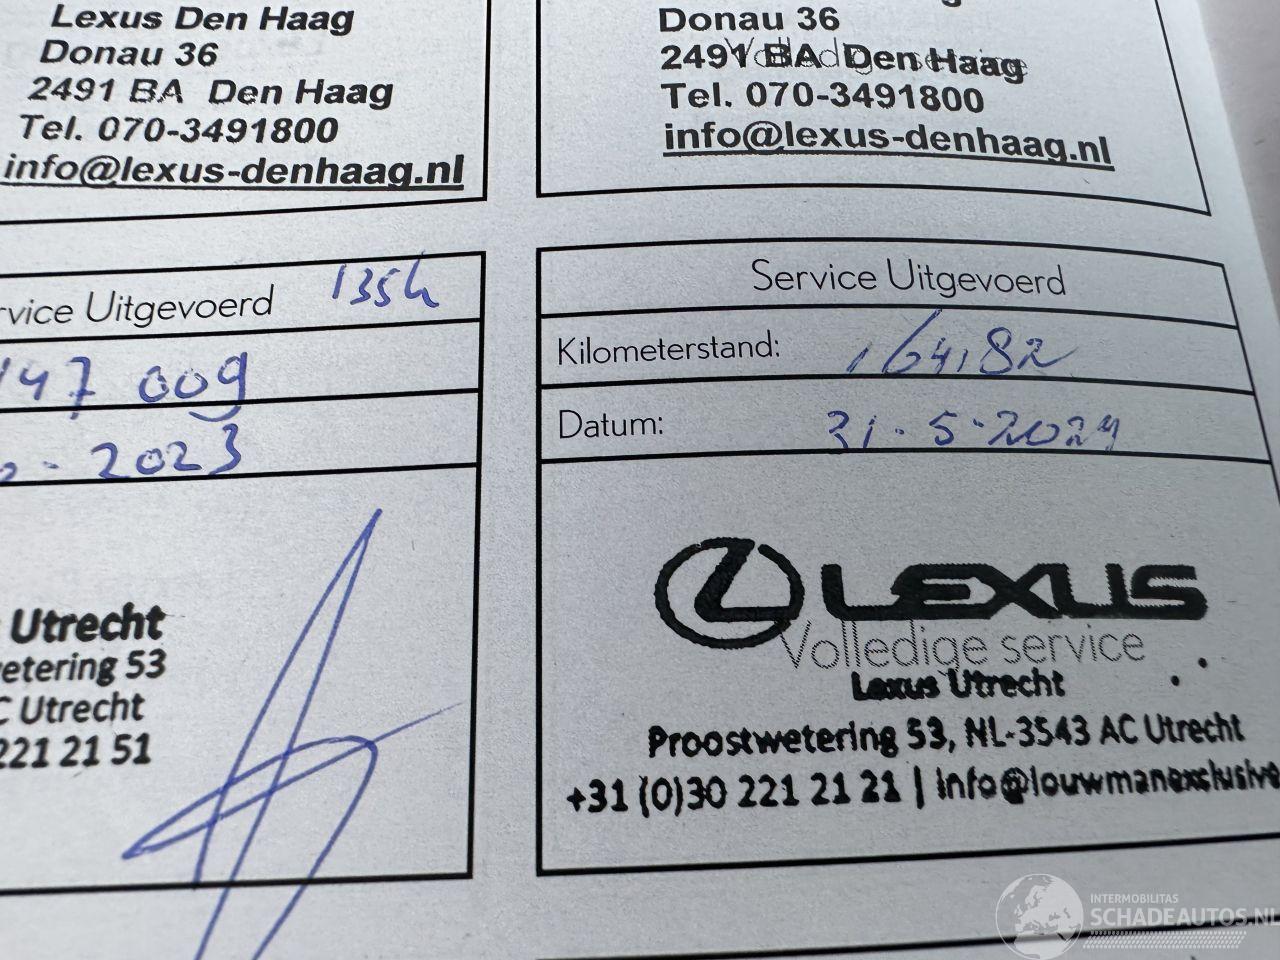 Lexus Den Haag
Donau 36
2491 BA Den Haag
Tel. 070-3491800
info@lexus-denhaag.nl
Donau 36
2491 BA Den Haag
Tel. 070-3491800
info@lexus-denhaag.nl
rvice Uitgevoerd 135k
147 009
- 2023
Utrecht
etering 53
C Utrecht
221 21 51
Service Uitgevoerd
Kilometerstand: 164,82
Datum: 31-5-2024
LEXUS
Volledige service
Lexus Utrecht
Proostwetering 53, NL-3543 AC Utrecht
+31 (0)30 221 21 21 | info@louwmanexclusive
INTERMOBILITAS
SCHADEAUTOS.NL